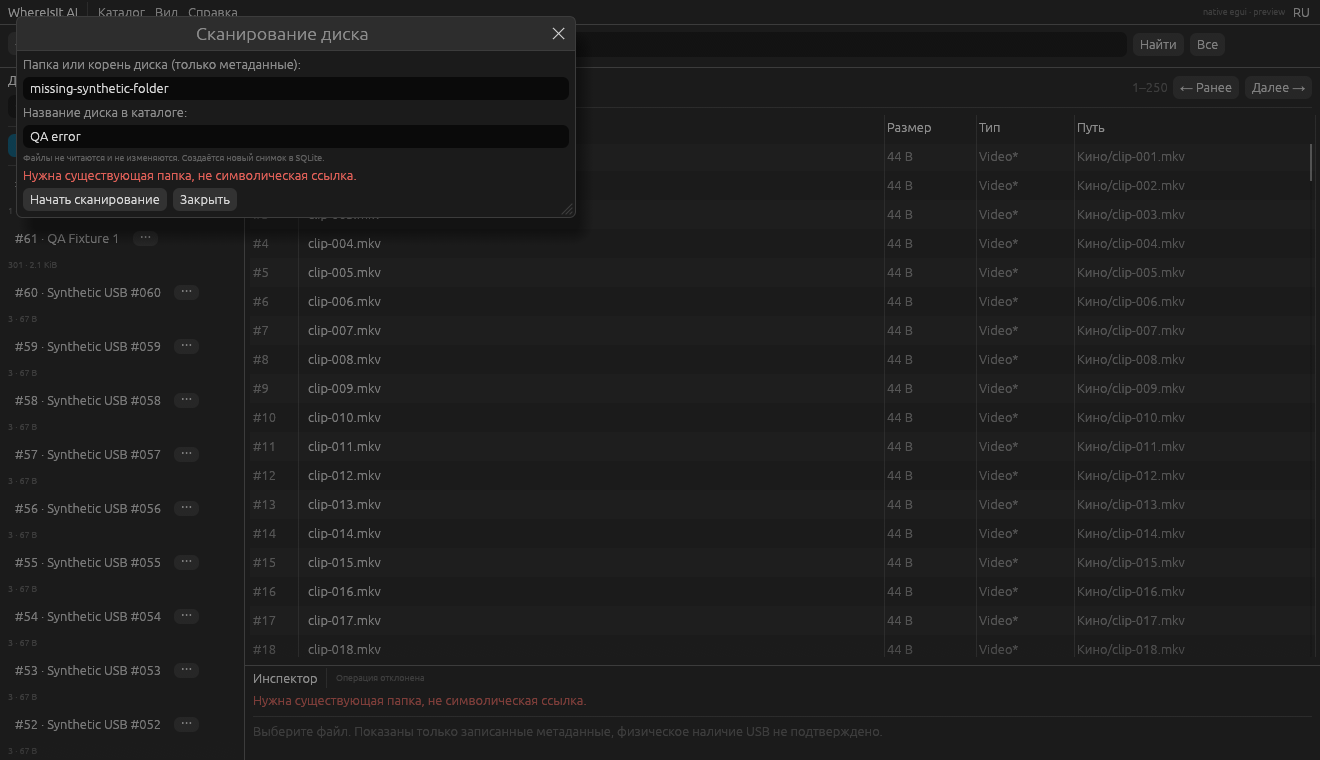 WhereIsIt AI Каталог Вид Справка native egui · preview RU
Сканирование диска
Найти Все
Папка или корень диска (только метаданные):
missing-synthetic-folder
Название диска в каталоге:
QA error
Файлы не читаются и не изменяются. Создаётся новый снимок в SQLite.
Нужна существующая папка, не символическая ссылка.
Начать сканирование Закрыть
1–250 ← Ранее Далее →
#61 · QA Fixture 1 ···
301 · 2.1 KiB
#60 · Synthetic USB #060 ···
3 · 67 B
#59 · Synthetic USB #059 ···
3 · 67 B
#58 · Synthetic USB #058 ···
3 · 67 B
#57 · Synthetic USB #057 ···
3 · 67 B
#56 · Synthetic USB #056 ···
3 · 67 B
#55 · Synthetic USB #055 ···
3 · 67 B
#54 · Synthetic USB #054 ···
3 · 67 B
#53 · Synthetic USB #053 ···
3 · 67 B
#52 · Synthetic USB #052 ···
3 · 67 B
Размер Тип Путь
44 B Video* Кино/clip-001.mkv
44 B Video* Кино/clip-002.mkv
44 B Video* Кино/clip-003.mkv
#4 clip-004.mkv 44 B Video* Кино/clip-004.mkv
#5 clip-005.mkv 44 B Video* Кино/clip-005.mkv
#6 clip-006.mkv 44 B Video* Кино/clip-006.mkv
#7 clip-007.mkv 44 B Video* Кино/clip-007.mkv
#8 clip-008.mkv 44 B Video* Кино/clip-008.mkv
#9 clip-009.mkv 44 B Video* Кино/clip-009.mkv
#10 clip-010.mkv 44 B Video* Кино/clip-010.mkv
#11 clip-011.mkv 44 B Video* Кино/clip-011.mkv
#12 clip-012.mkv 44 B Video* Кино/clip-012.mkv
#13 clip-013.mkv 44 B Video* Кино/clip-013.mkv
#14 clip-014.mkv 44 B Video* Кино/clip-014.mkv
#15 clip-015.mkv 44 B Video* Кино/clip-015.mkv
#16 clip-016.mkv 44 B Video* Кино/clip-016.mkv
#17 clip-017.mkv 44 B Video* Кино/clip-017.mkv
#18 clip-018.mkv 44 B Video* Кино/clip-018.mkv
Инспектор Операция отклонена
Нужна существующая папка, не символическая ссылка.
Выберите файл. Показаны только записанные метаданные, физическое наличие USB не подтверждено.